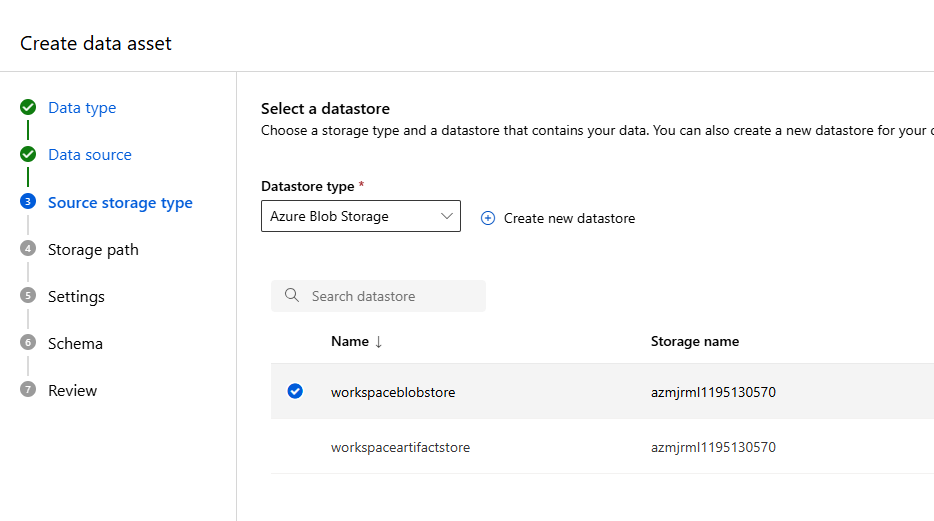 Create data asset
Data type
Data source
3 Source storage type
4 Storage path
5 Settings
6 Schema
7 Review
Select a datastore
Choose a storage type and a datastore that contains your data. You can also create a new datastore for your
Datastore type *
Azure Blob Storage
Create new datastore
Search datastore
Name ↓ Storage name
workspaceblobstore azmjrml1195130570
workspaceartifactstore azmjrml1195130570